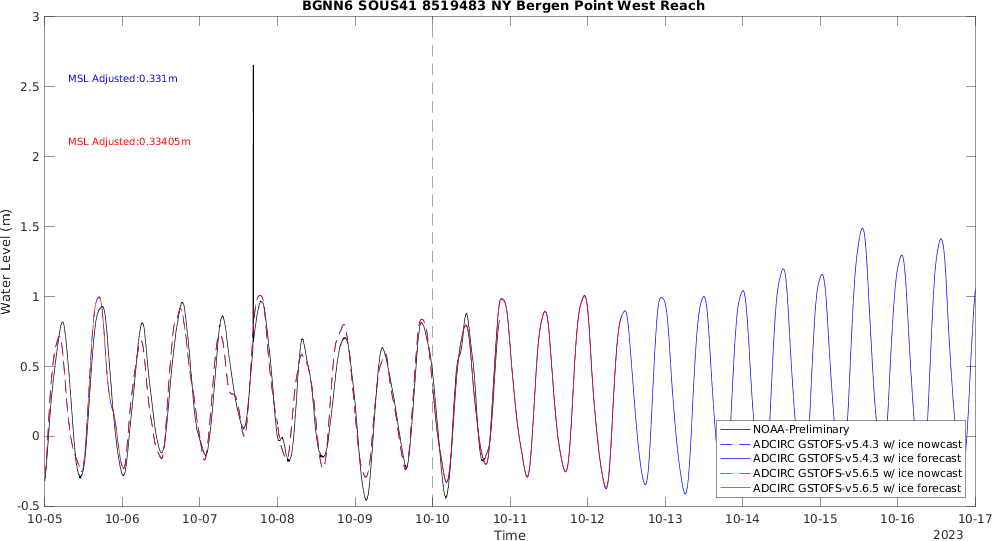 BGNN6 SOUS41 8519483 NY Bergen Point West Reach
3
2.5
2
1.5
1
0.5
0
-0.5
Water Level (m)
MSL Adjusted:0.331m
MSL Adjusted:0.33405m
NOAA-Preliminary
ADCIRC GSTOFS-v5.4.3 w/ ice nowcast
ADCIRC GSTOFS-v5.4.3 w/ ice forecast
ADCIRC GSTOFS-v5.6.5 w/ ice nowcast
ADCIRC GSTOFS-v5.6.5 w/ ice forecast
10-05 10-06 10-07 10-08 10-09 10-10 10-11 10-12 10-13 10-14 10-15 10-16 10-17
Time
2023